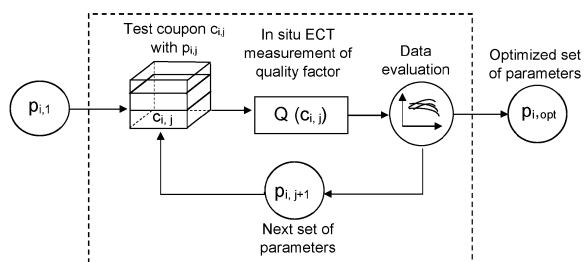 Test coupon cᵢ,ⱼ
with pᵢ,ⱼ
In situ ECT
measurement of
quality factor
Data
evaluation
Optimized set
of parameters
pᵢ,₁
cᵢ, ⱼ
Q (cᵢ, ⱼ)
pᵢ,opt
pᵢ, ⱼ₊₁
Next set of
parameters